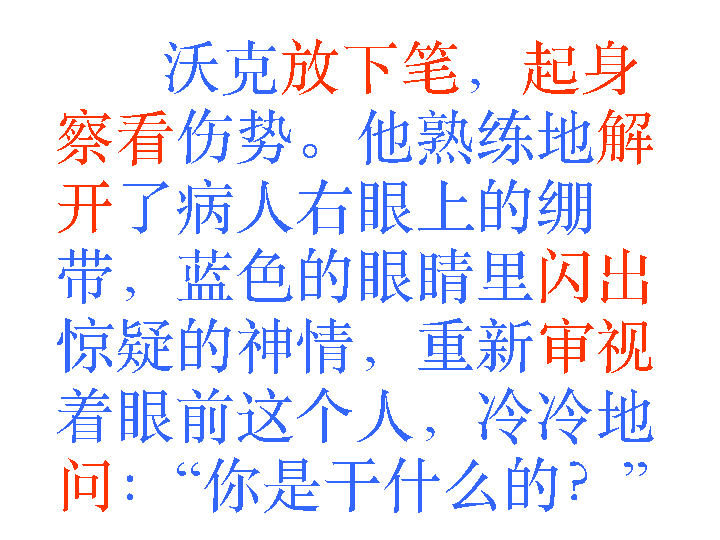 沃克放下笔，起身
察看伤势。他熟练地解
开了病人右眼上的绷
带，蓝色的眼睛里闪出
惊疑的神情，重新审视
着眼前这个人，冷冷地
问：“你是干什么的？”